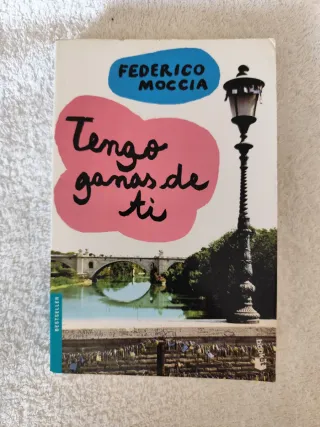 FEDERICO
MOCCIA
Tengo
ganas de
ti
BESTSELLER